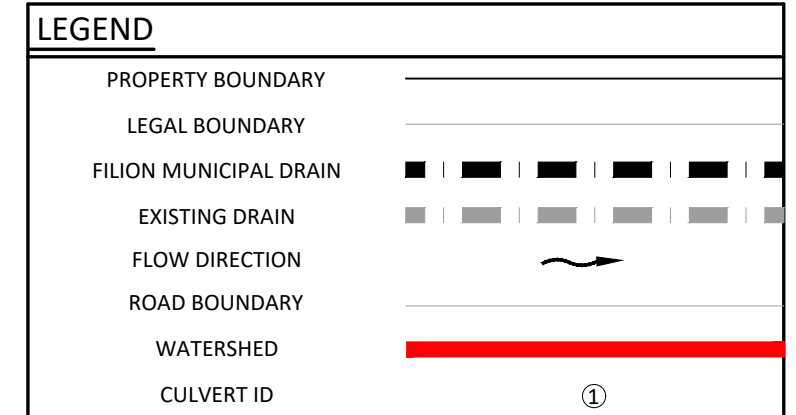 LEGEND
PROPERTY BOUNDARY
LEGAL BOUNDARY
FILION MUNICIPAL DRAIN
EXISTING DRAIN
FLOW DIRECTION
ROAD BOUNDARY
WATERSHED
CULVERT ID ①